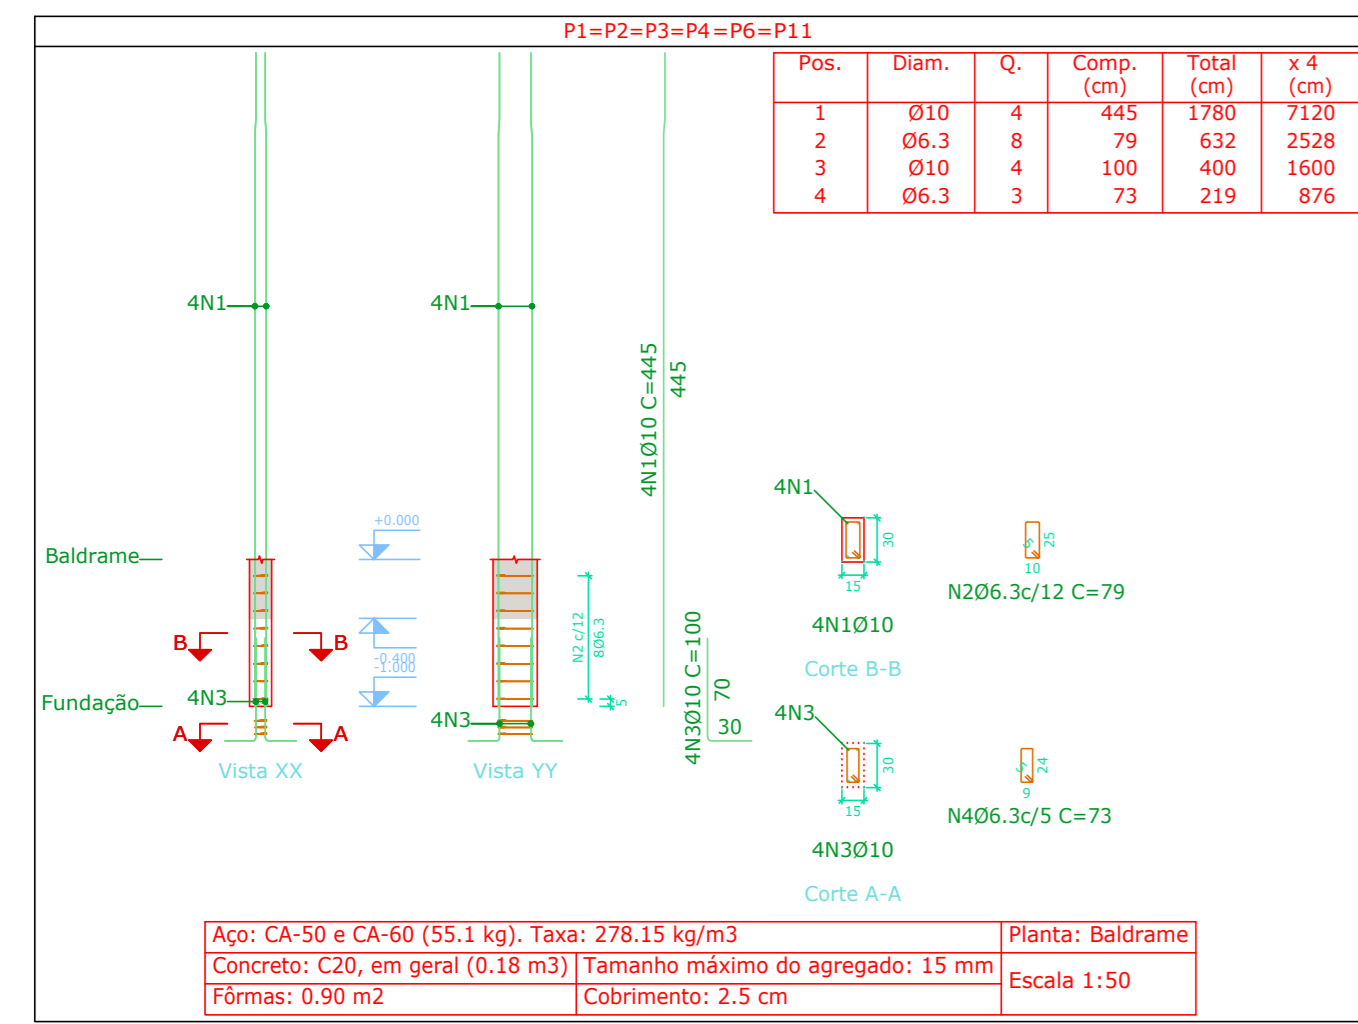 P1=P2=P3=P4=P6=P11
Pos. Diam. Q. Comp. (cm) Total (cm) x 4 (cm)
1 Ø10 4 445 1780 7120
2 Ø6.3 8 79 632 2528
3 Ø10 4 100 400 1600
4 Ø6.3 3 73 219 876
4N1
4N1
4N1Ø10 C=445
445
Baldrame
+0.000
-0.400
-1.000
B B
Fundação
4N3
A A
4N3
Vista XX
Vista YY
N2 c/12
8Ø6.3
5
4N3Ø10 C=100
70
30
4N1
30
15
4N1Ø10
Corte B-B
5
25
10
N2Ø6.3c/12 C=79
4N3
30
15
4N3Ø10
Corte A-A
5
24
9
N4Ø6.3c/5 C=73
Aço: CA-50 e CA-60 (55.1 kg). Taxa: 278.15 kg/m3
Planta: Baldrame
Concreto: C20, em geral (0.18 m3)
Tamanho máximo do agregado: 15 mm
Escala 1:50
Fôrmas: 0.90 m2
Cobrimento: 2.5 cm